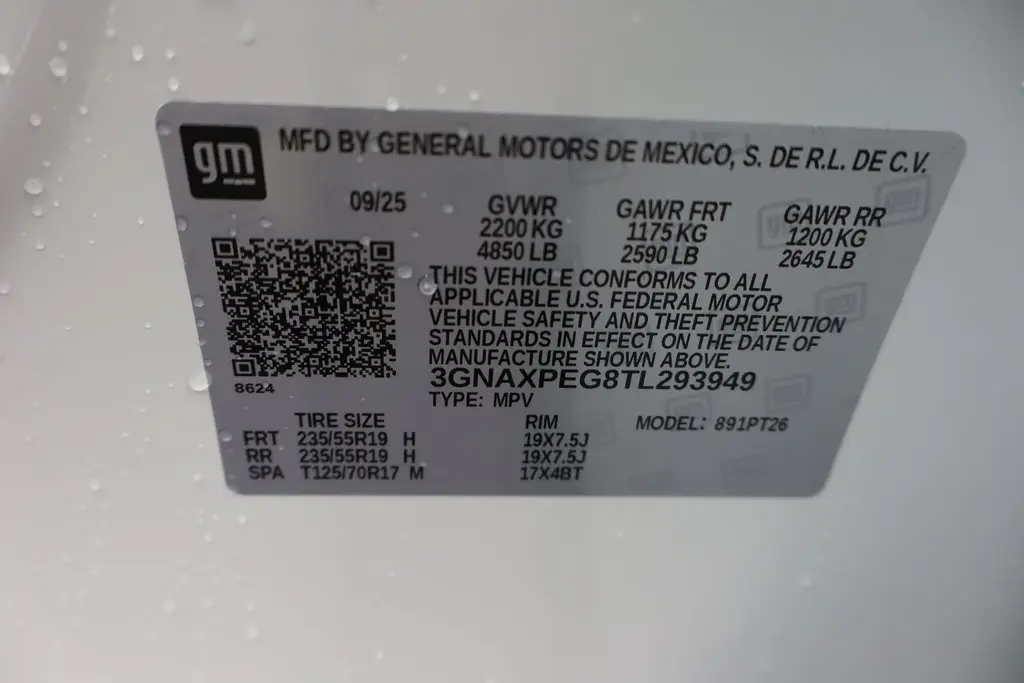 gm
MFD BY GENERAL MOTORS DE MEXICO, S. DE R.L. DE C.V.
09/25 GVWR GAWR FRT GAWR RR
2200 KG 1175 KG 1200 KG
4850 LB 2590 LB 2645 LB
THIS VEHICLE CONFORMS TO ALL
APPLICABLE U.S. FEDERAL MOTOR
VEHICLE SAFETY AND THEFT PREVENTION
STANDARDS IN EFFECT ON THE DATE OF
MANUFACTURE SHOWN ABOVE.
8624
3GNAXPEG8TL293949
TYPE: MPV
TIRE SIZE RIM MODEL: 891PT26
FRT 235/55R19 H 19X7.5J
RR 235/55R19 H 19X7.5J
SPA T125/70R17 M 17X4BT